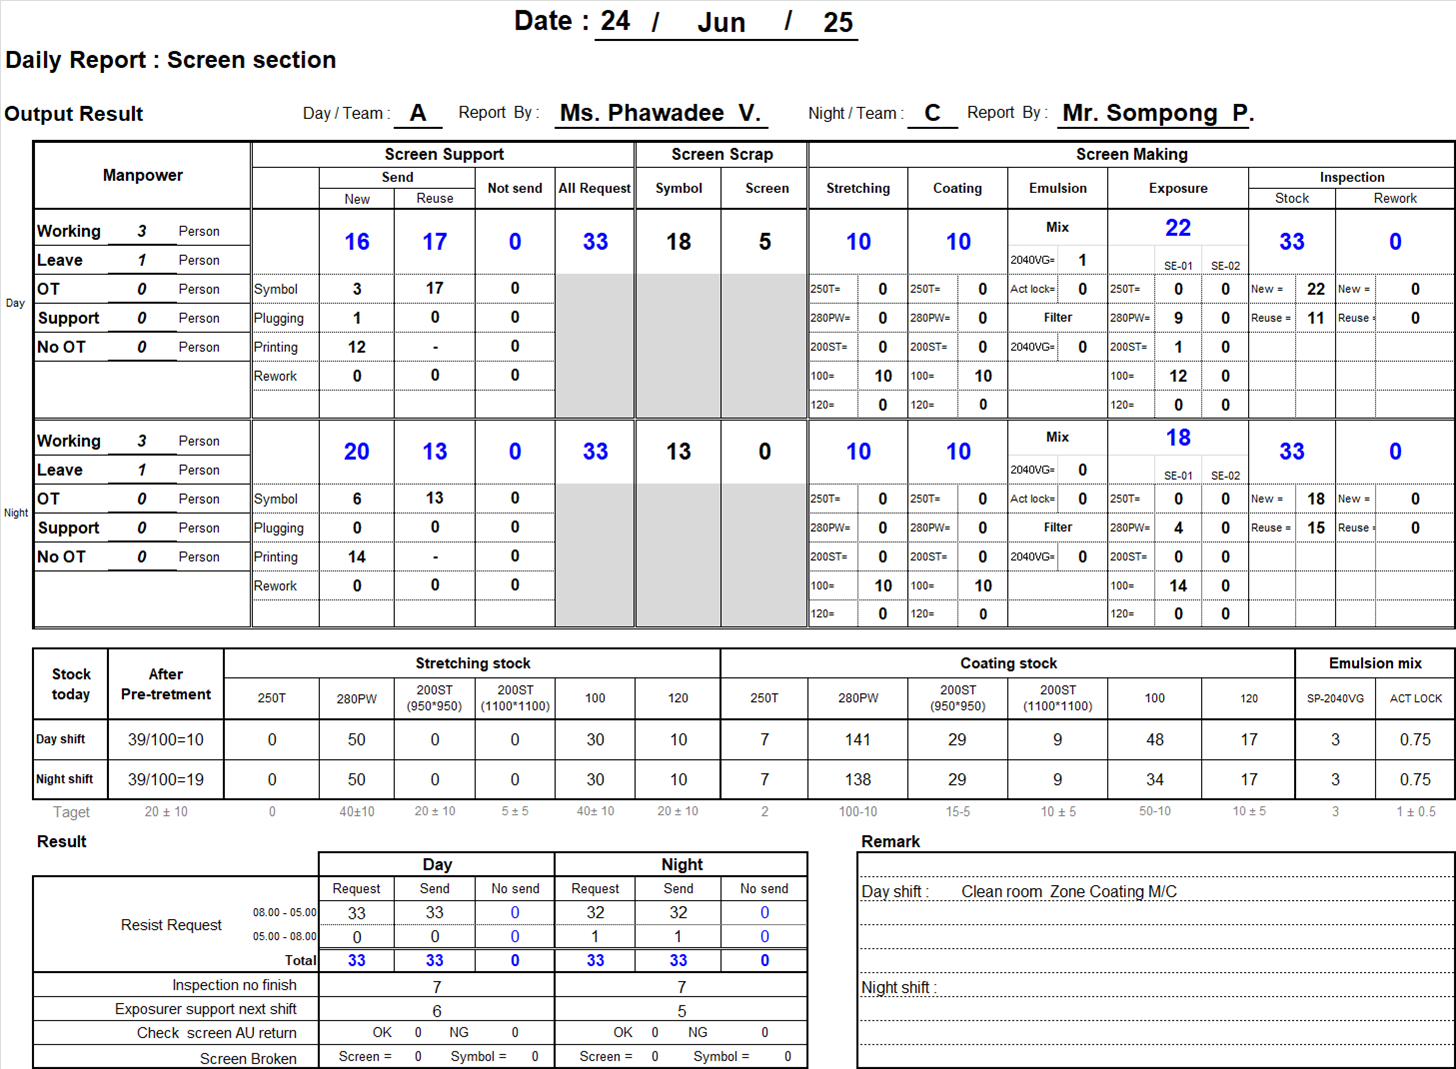 Date : 24 / Jun / 25
Daily Report : Screen section
Output Result Day / Team : A Report By : Ms. Phawadee V. Night / Team : C Report By : Mr. Sompong P.
Manpower Screen Support Screen Scrap Screen Making
Send Not send All Request Symbol Screen Stretching Coating Emulsion Exposure Inspection
New Reuse Stock Rework
Day
Working 3 Person 16 17 0 33 18 5 10 10 Mix 22 33 0
Leave 1 Person 2040VG= 1 SE-01 SE-02
OT 0 Person Symbol 3 17 0 250T= 0 250T= 0 Act lock= 0 250T= 0 0 New = 22 New = 0
Support 0 Person Plugging 1 0 0 280PW= 0 280PW= 0 Filter 280PW= 9 0 Reuse = 11 Reuse = 0
No OT 0 Person Printing 12 - 0 200ST= 0 200ST= 0 2040VG= 0 200ST= 1 0
Rework 0 0 0 100= 10 100= 10 100= 12 0
120= 0 120= 0 120= 0 0
Night
Working 3 Person 20 13 0 33 13 0 10 10 Mix 18 33 0
Leave 1 Person 2040VG= 0 SE-01 SE-02
OT 0 Person Symbol 6 13 0 250T= 0 250T= 0 Act lock= 0 250T= 0 0 New = 18 New = 0
Support 0 Person Plugging 0 0 0 280PW= 0 280PW= 0 Filter 280PW= 4 0 Reuse = 15 Reuse = 0
No OT 0 Person Printing 14 - 0 200ST= 0 200ST= 0 2040VG= 0 200ST= 0 0
Rework 0 0 0 100= 10 100= 10 100= 14 0
120= 0 120= 0 120= 0 0
Stock today After Pre-tretment Stretching stock Coating stock Emulsion mix
250T 280PW 200ST (950*950) 200ST (1100*1100) 100 120 250T 280PW 200ST (950*950) 200ST (1100*1100) 100 120 SP-2040VG ACT LOCK
Day shift 39/100=10 0 50 0 0 30 10 7 141 29 9 48 17 3 0.75
Night shift 39/100=19 0 50 0 0 30 10 7 138 29 9 34 17 3 0.75
Taget 20 ± 10 0 40±10 20 ± 10 5 ± 5 40± 10 20 ± 10 2 100-10 15-5 10 ± 5 50-10 10 ± 5 3 1 ± 0.5
Result
Day Night
Request Send No send Request Send No send
Resist Request 08.00 - 05.00 33 33 0 32 32 0
05.00 - 08.00 0 0 0 1 1 0
Total 33 33 0 33 33 0
Inspection no finish 7 7
Exposurer support next shift 6 5
Check screen AU return OK 0 NG 0 OK 0 NG 0
Screen Broken Screen = 0 Symbol = 0 Screen = 0 Symbol = 0
Remark
Day shift : Clean room Zone Coating M/C
Night shift :